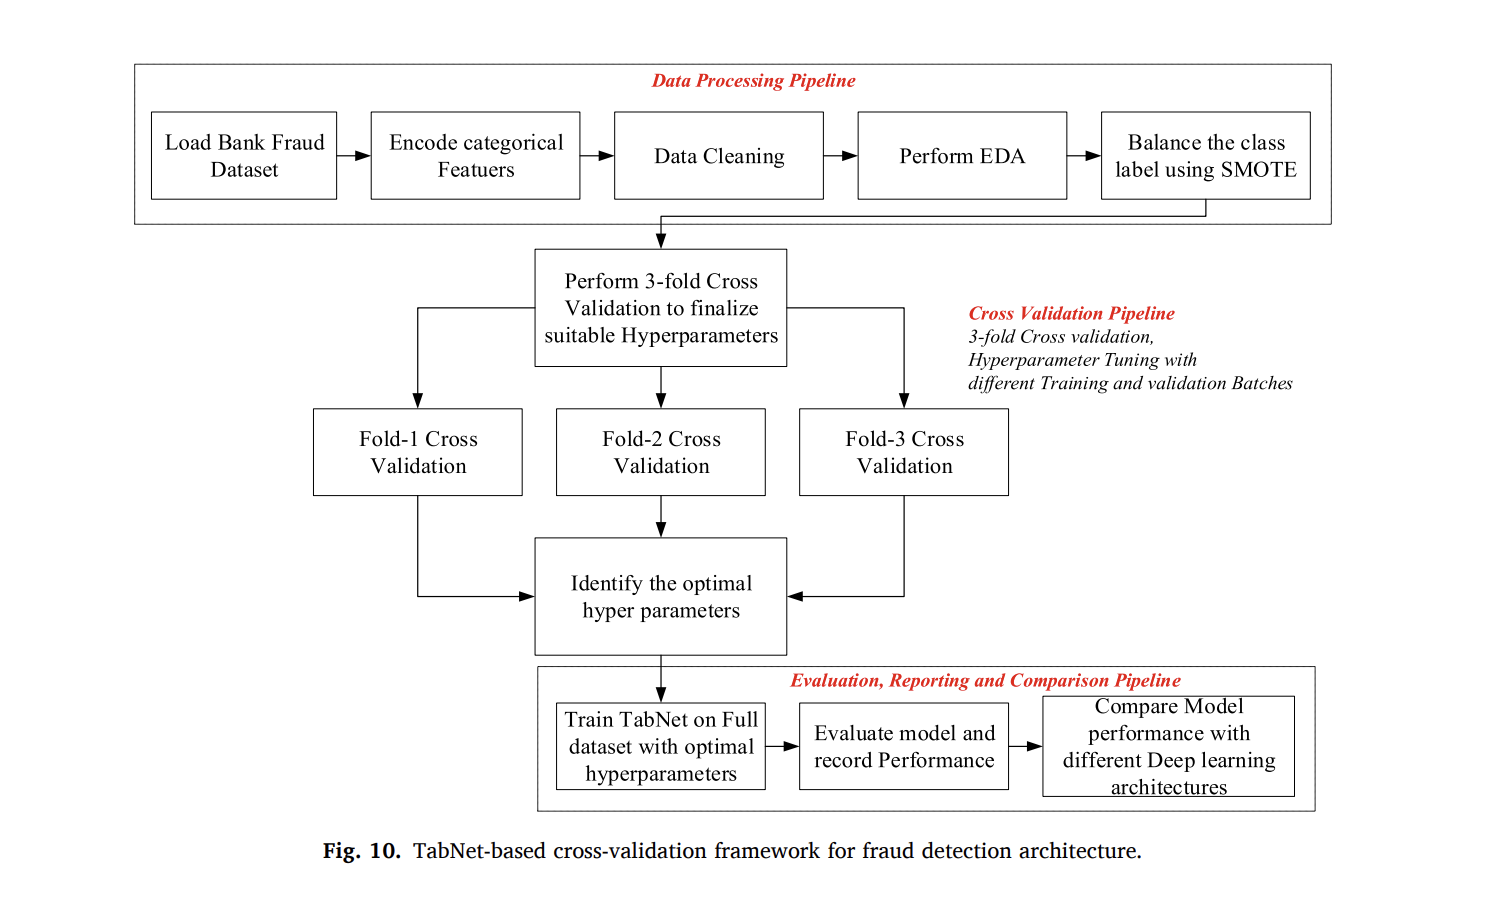 Data Processing Pipeline
Load Bank Fraud
Dataset
Encode categorical
Featuers
Data Cleaning
Perform EDA
Balance the class
label using SMOTE
Perform 3-fold Cross
Validation to finalize
suitable Hyperparameters
Cross Validation Pipeline
3-fold Cross validation,
Hyperparameter Tuning with
different Training and validation Batches
Fold-1 Cross
Validation
Fold-2 Cross
Validation
Fold-3 Cross
Validation
Identify the optimal
hyper parameters
Evaluation, Reporting and Comparison Pipeline
Train TabNet on Full
dataset with optimal
hyperparameters
Evaluate model and
record Performance
Compare Model
performance with
different Deep learning
architectures
Fig. 10. TabNet-based cross-validation framework for fraud detection architecture.